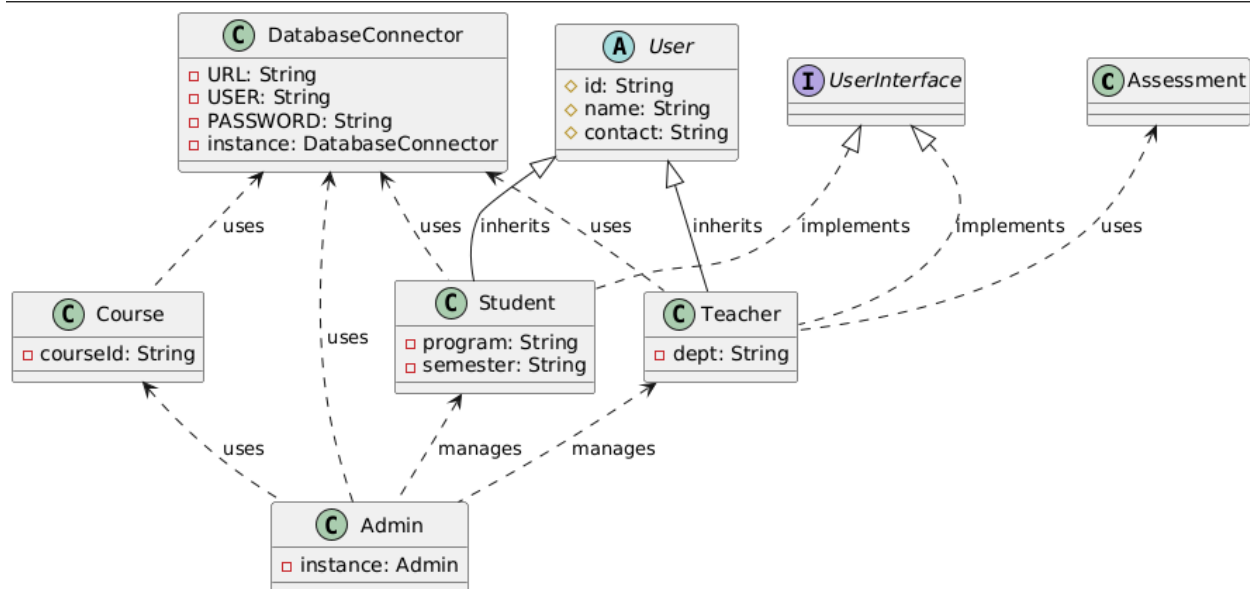 C DatabaseConnector
URL: String
USER: String
PASSWORD: String
instance: DatabaseConnector
A User
id: String
name: String
contact: String
I UserInterface
C Assessment
uses
uses
inherits
uses
inherits
implements
implements
uses
C Course
courseId: String
uses
C Student
program: String
semester: String
C Teacher
dept: String
uses
manages
manages
C Admin
instance: Admin